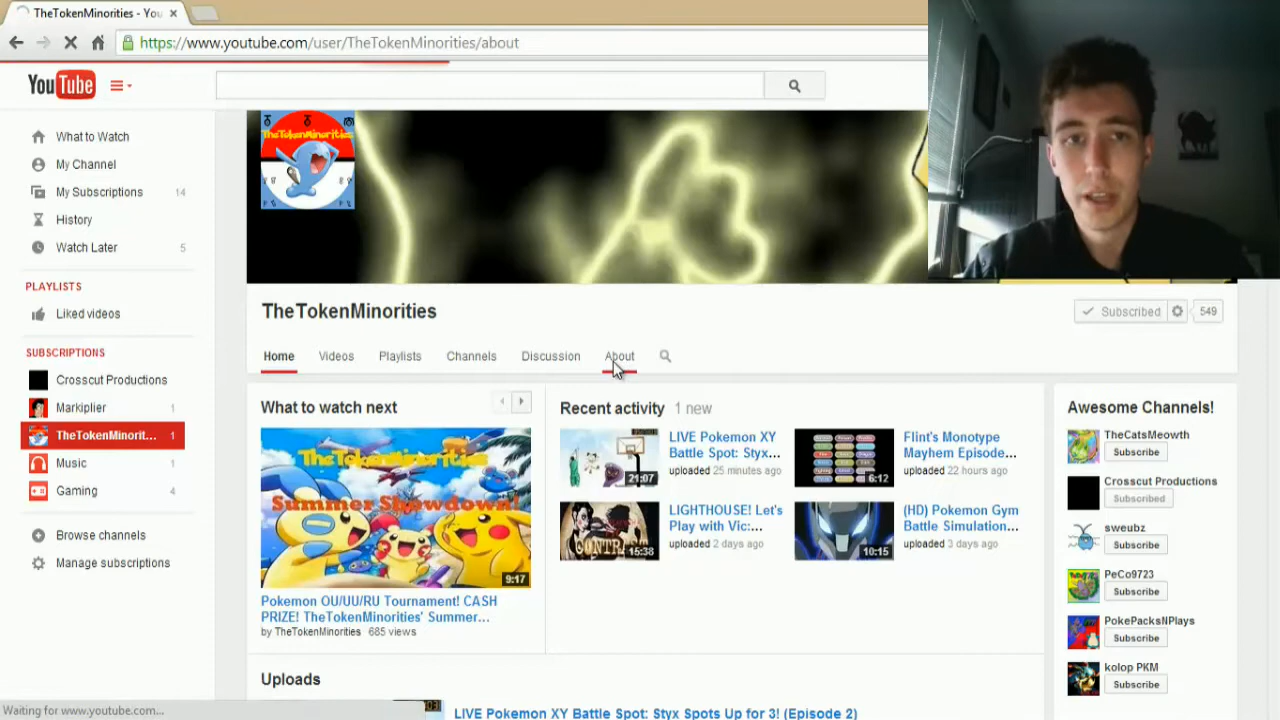 TheTokenMinorities - You
https://www.youtube.com/user/TheTokenMinorities/about
YouTube
What to Watch
My Channel
My Subscriptions 14
History
Watch Later 5
PLAYLISTS
Liked videos
SUBSCRIPTIONS
Crosscut Productions
Markiplier 1
TheTokenMinorit... 1
Music 1
Gaming 4
Browse channels
Manage subscriptions
TheTokenMinorities
TheTokenMinorities
Subscribed 549
Home Videos Playlists Channels Discussion About
What to watch next
TheTokenMinorities
Summer Showdown!
9:17
Pokemon OU/UU/RU Tournament! CASH
PRIZE! TheTokenMinorities' Summer...
by TheTokenMinorities 685 views
Recent activity 1 new
21:07
LIVE Pokemon XY
Battle Spot: Styx...
uploaded 25 minutes ago
6:12
Flint's Monotype
Mayhem Episode...
uploaded 22 hours ago
CONTRAST
15:38
LIGHTHOUSE! Let's
Play with Vic:...
uploaded 2 days ago
10:15
(HD) Pokemon Gym
Battle Simulation...
uploaded 3 days ago
Awesome Channels!
TheCatsMeowth
Subscribe
Crosscut Productions
Subscribed
sweubz
Subscribe
PeCo9723
Subscribe
PokePacksNPlays
Subscribe
kolop PKM
Subscribe
Uploads
LIVE Pokemon XY Battle Spot: Styx Spots Up for 3! (Episode 2)
Waiting for www.youtube.com...